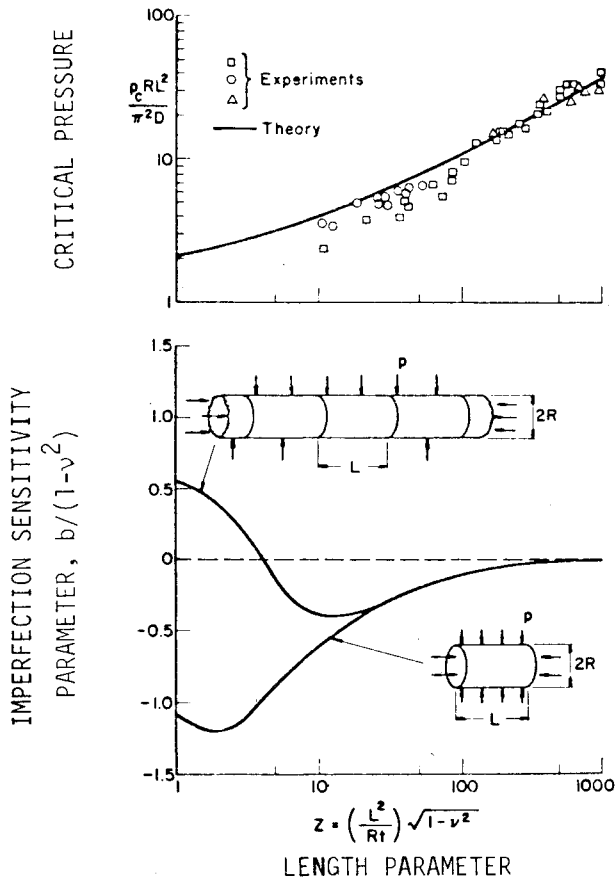 CRITICAL PRESSURE
p_c RL²
π²D
100
10
1
□
○ } Experiments
△
— Theory
IMPERFECTION SENSITIVITY
PARAMETER, b/(1-ν²)
1.5
1.0
0.5
0
-0.5
-1.0
-1.5
p
2R
L
p
2R
L
1 10 100 1000
Z = (L²/Rt) √1-ν²
LENGTH PARAMETER